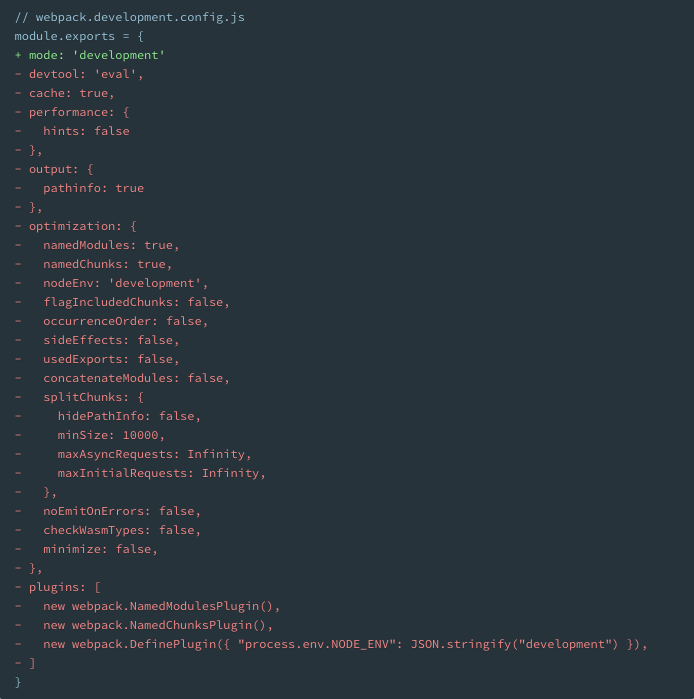 // webpack.development.config.js
module.exports = {
+ mode: 'development'
- devtool: 'eval',
- cache: true,
- performance: {
-   hints: false
- },
- output: {
-   pathinfo: true
- },
- optimization: {
-   namedModules: true,
-   namedChunks: true,
-   nodeEnv: 'development',
-   flagIncludedChunks: false,
-   occurrenceOrder: false,
-   sideEffects: false,
-   usedExports: false,
-   concatenateModules: false,
-   splitChunks: {
-     hidePathInfo: false,
-     minSize: 10000,
-     maxAsyncRequests: Infinity,
-     maxInitialRequests: Infinity,
-   },
-   noEmitOnErrors: false,
-   checkWasmTypes: false,
-   minimize: false,
- },
- plugins: [
-   new webpack.NamedModulesPlugin(),
-   new webpack.NamedChunksPlugin(),
-   new webpack.DefinePlugin({ "process.env.NODE_ENV": JSON.stringify("development") }),
- ]
}